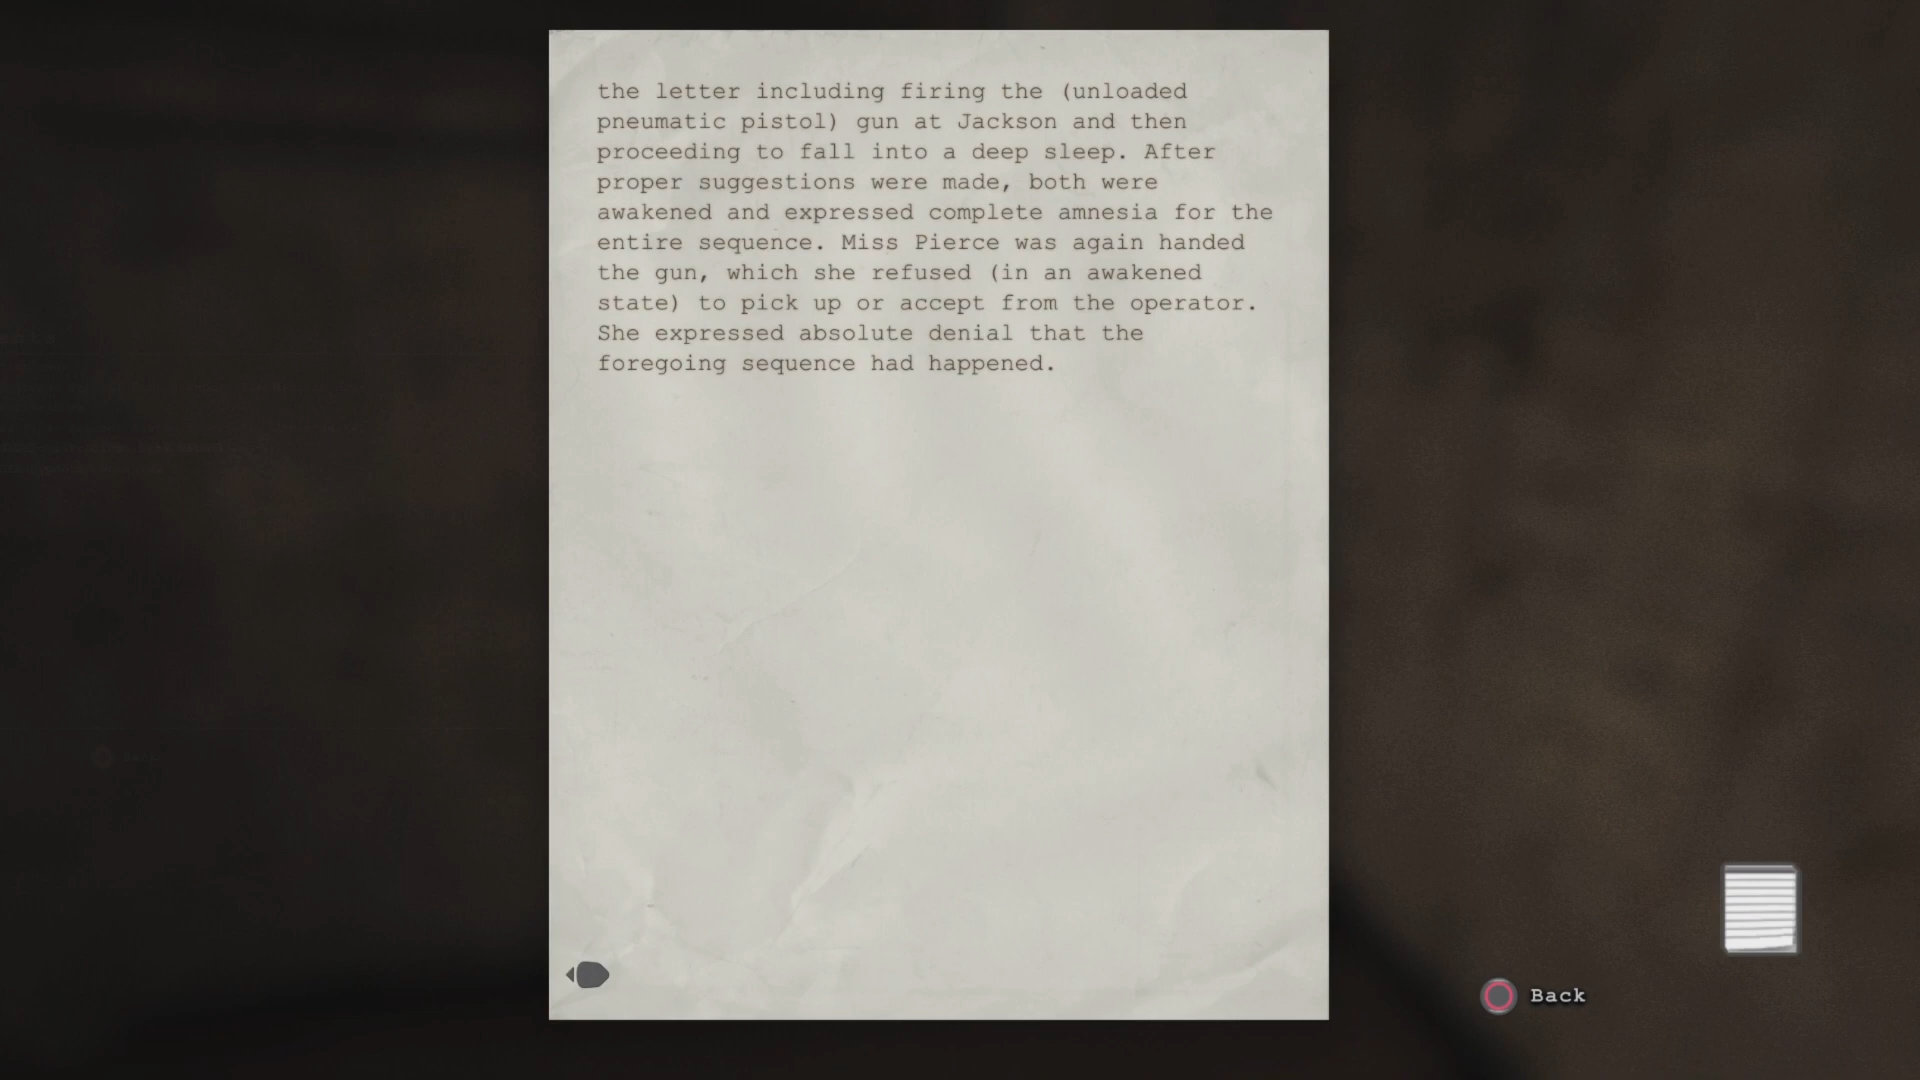 the letter including firing the (unloaded
pneumatic pistol) gun at Jackson and then
proceeding to fall into a deep sleep. After
proper suggestions were made, both were
awakened and expressed complete amnesia for the
entire sequence. Miss Pierce was again handed
the gun, which she refused (in an awakened
state) to pick up or accept from the operator.
She expressed absolute denial that the
foregoing sequence had happened.
Back